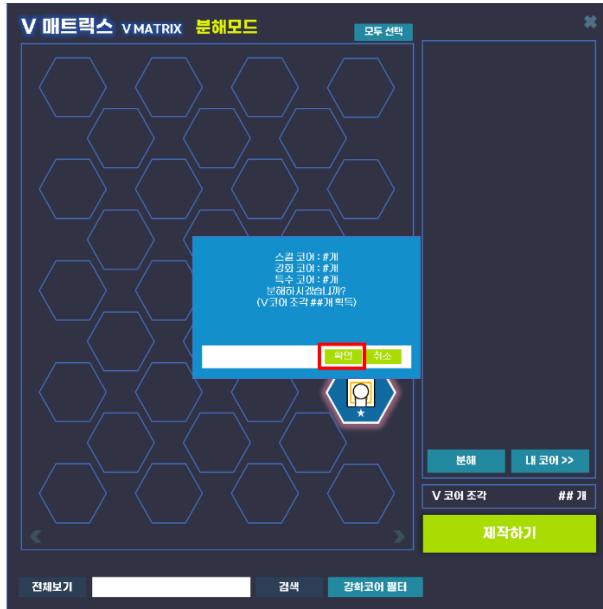 V 매트릭스 V MATRIX 분해모드
모두 선택
스킬 코어 : #개
강화 코어 : #개
특수 코어 : #개
분해하시겠습니까?
(V코어 조각 ##개 획득)
확인 취소
분해 내 코어 >>
V 코어 조각 ## 개
제작하기
전체보기 검색 강화코어 필터